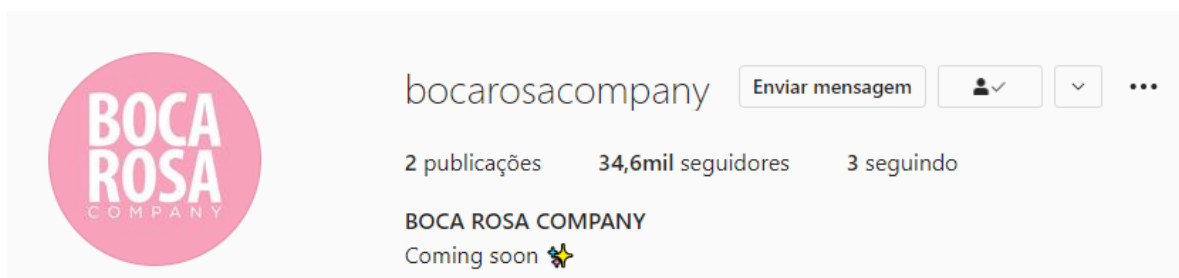 BOCA
ROSA
COMPANY
bocarosacompany Enviar mensagem
2 publicações 34,6mil seguidores 3 seguindo
BOCA ROSA COMPANY
Coming soon ✨